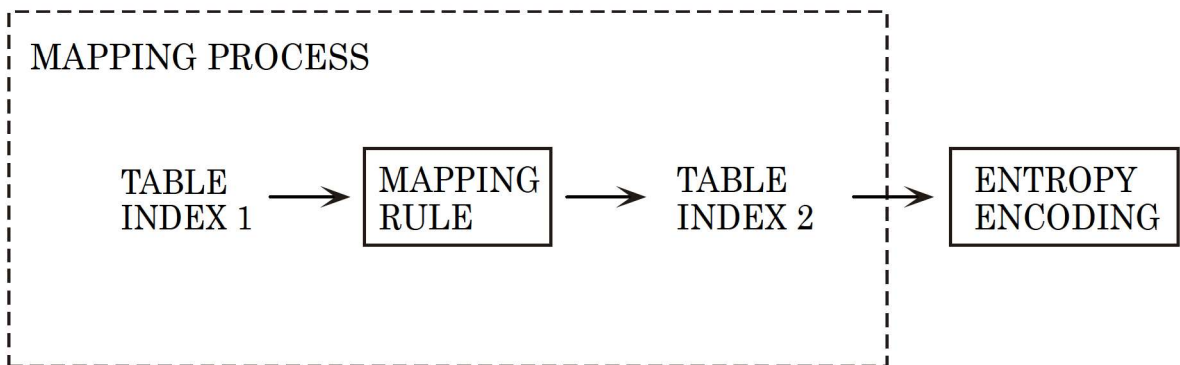 MAPPING PROCESS
TABLE
INDEX 1
MAPPING
RULE
TABLE
INDEX 2
ENTROPY
ENCODING